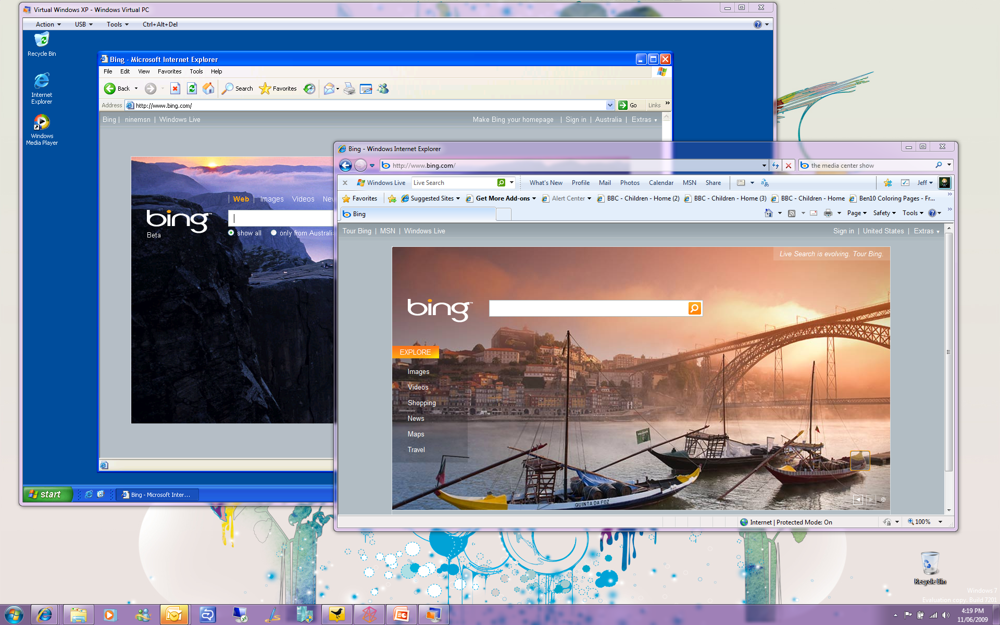 Virtual Windows XP - Windows Virtual PC
Action USB Tools Ctrl+Alt+Del
Recycle Bin
Internet Explorer
Windows Media Player
Bing - Microsoft Internet Explorer
File Edit View Favorites Tools Help
Back Search Favorites
Address http://www.bing.com/ Go Links »
Bing | ninemsn | Windows Live Make Bing your homepage | Sign in | Australia | Extras
Web | Images Videos
bing™
Beta
show all only from
start Bing - Microsoft Inter...
Bing - Windows Internet Explorer
http://www.bing.com/ the media center show
x Windows Live Live Search What's New Profile Mail Photos Calendar MSN Share Jeff
Favorites Suggested Sites Get More Add-ons Alert Center BBC - Children - Home (2) BBC - Children - Home (3) BBC - Children - Home Ben10 Coloring Pages - Fr... »
Bing Page Safety Tools »
Tour Bing | MSN | Windows Live Sign in | United States | Extras
Live Search is evolving. Tour Bing.
bing™
EXPLORE
Images
Videos
Shopping
News
Maps
Travel
QUINTA DA FOZ
Internet | Protected Mode: On 100%
Recycle Bin
Windows 7
Evaluation copy. Build 7201
4:19 PM
11/06/2009